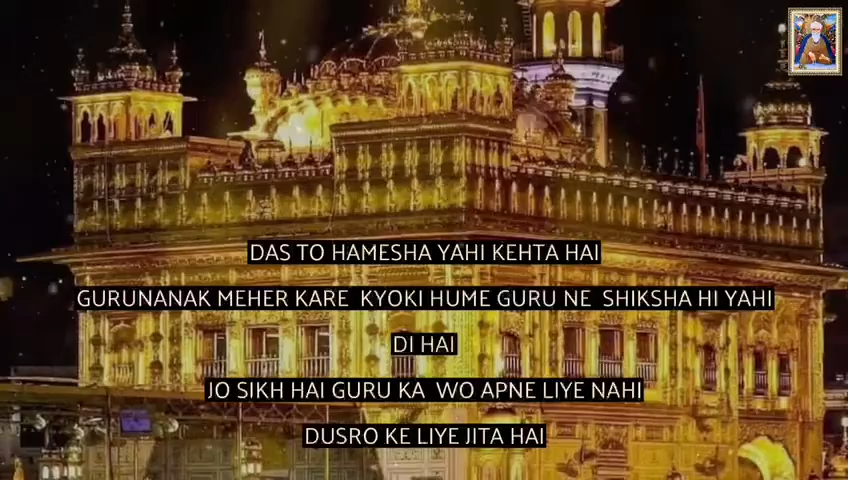 DAS TO HAMESHA YAHI KEHTA HAI
GURUNANAK MEHER KARE KYOKI HUME GURU NE SHIKSHA HI YAHI
DI HAI
JO SIKH HAI GURU KA WO APNE LIYE NAHI
DUSRO KE LIYE JITA HAI